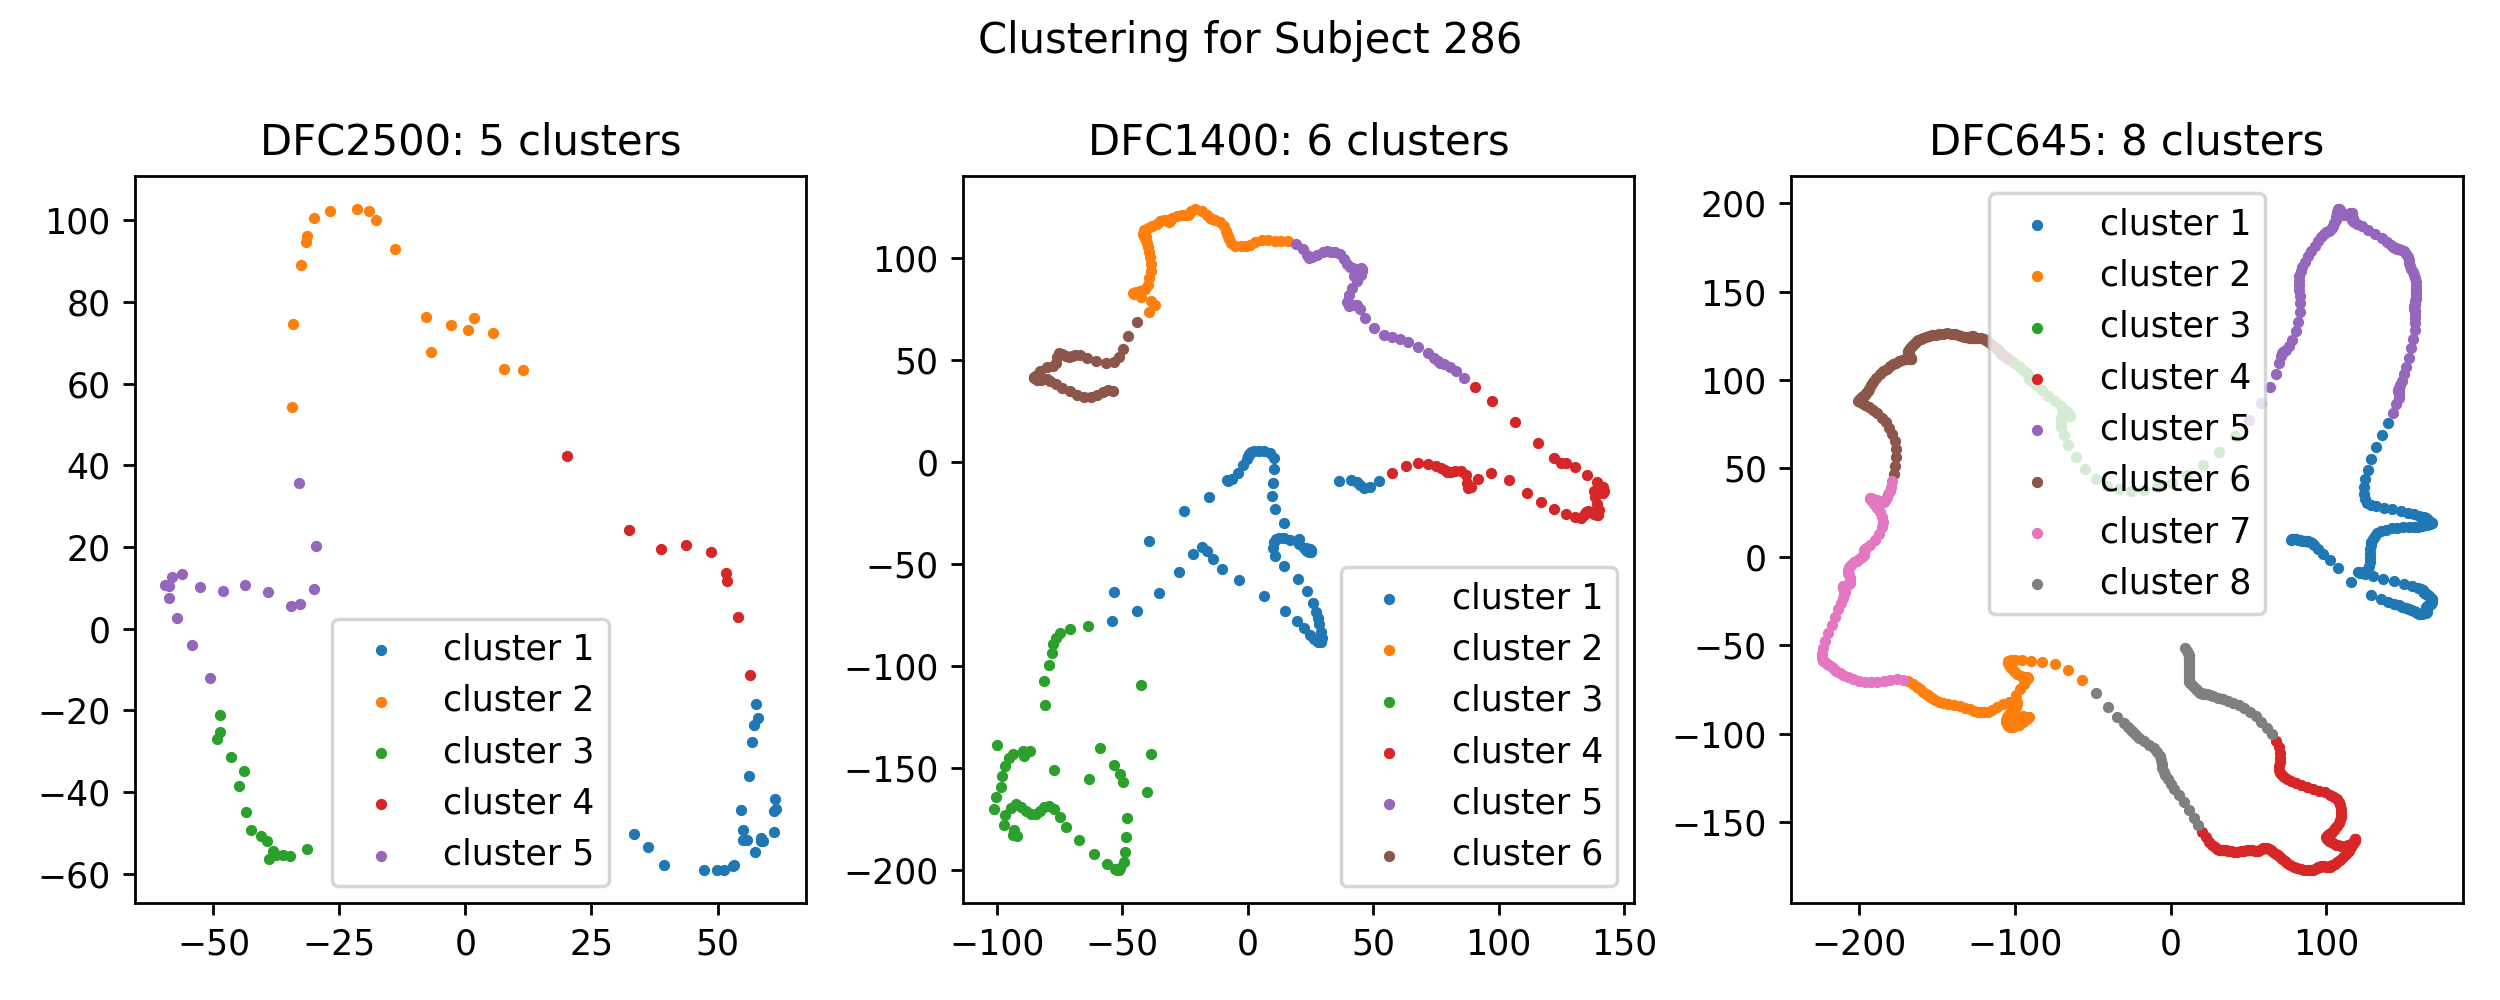 Clustering for Subject 286
DFC2500: 5 clusters
100
80
60
40
20
0
−20
−40
−60
−50
−25
0
25
50
cluster 1
cluster 2
cluster 3
cluster 4
cluster 5
DFC1400: 6 clusters
100
50
0
−50
−100
−150
−200
−100
−50
0
50
100
150
cluster 1
cluster 2
cluster 3
cluster 4
cluster 5
cluster 6
DFC645: 8 clusters
200
150
100
50
0
−50
−100
−150
−200
−100
0
100
cluster 1
cluster 2
cluster 3
cluster 4
cluster 5
cluster 6
cluster 7
cluster 8